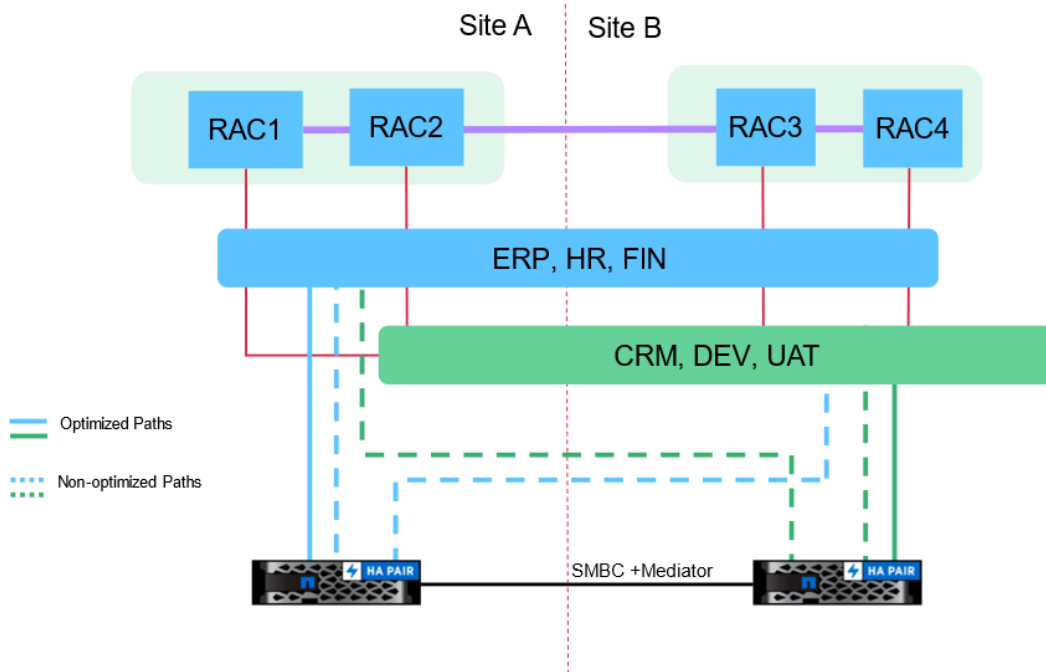 Site A
Site B
RAC1
RAC2
RAC3
RAC4
ERP, HR, FIN
CRM, DEV, UAT
Optimized Paths
Non-optimized Paths
HA PAIR
SMBC +Mediator
HA PAIR